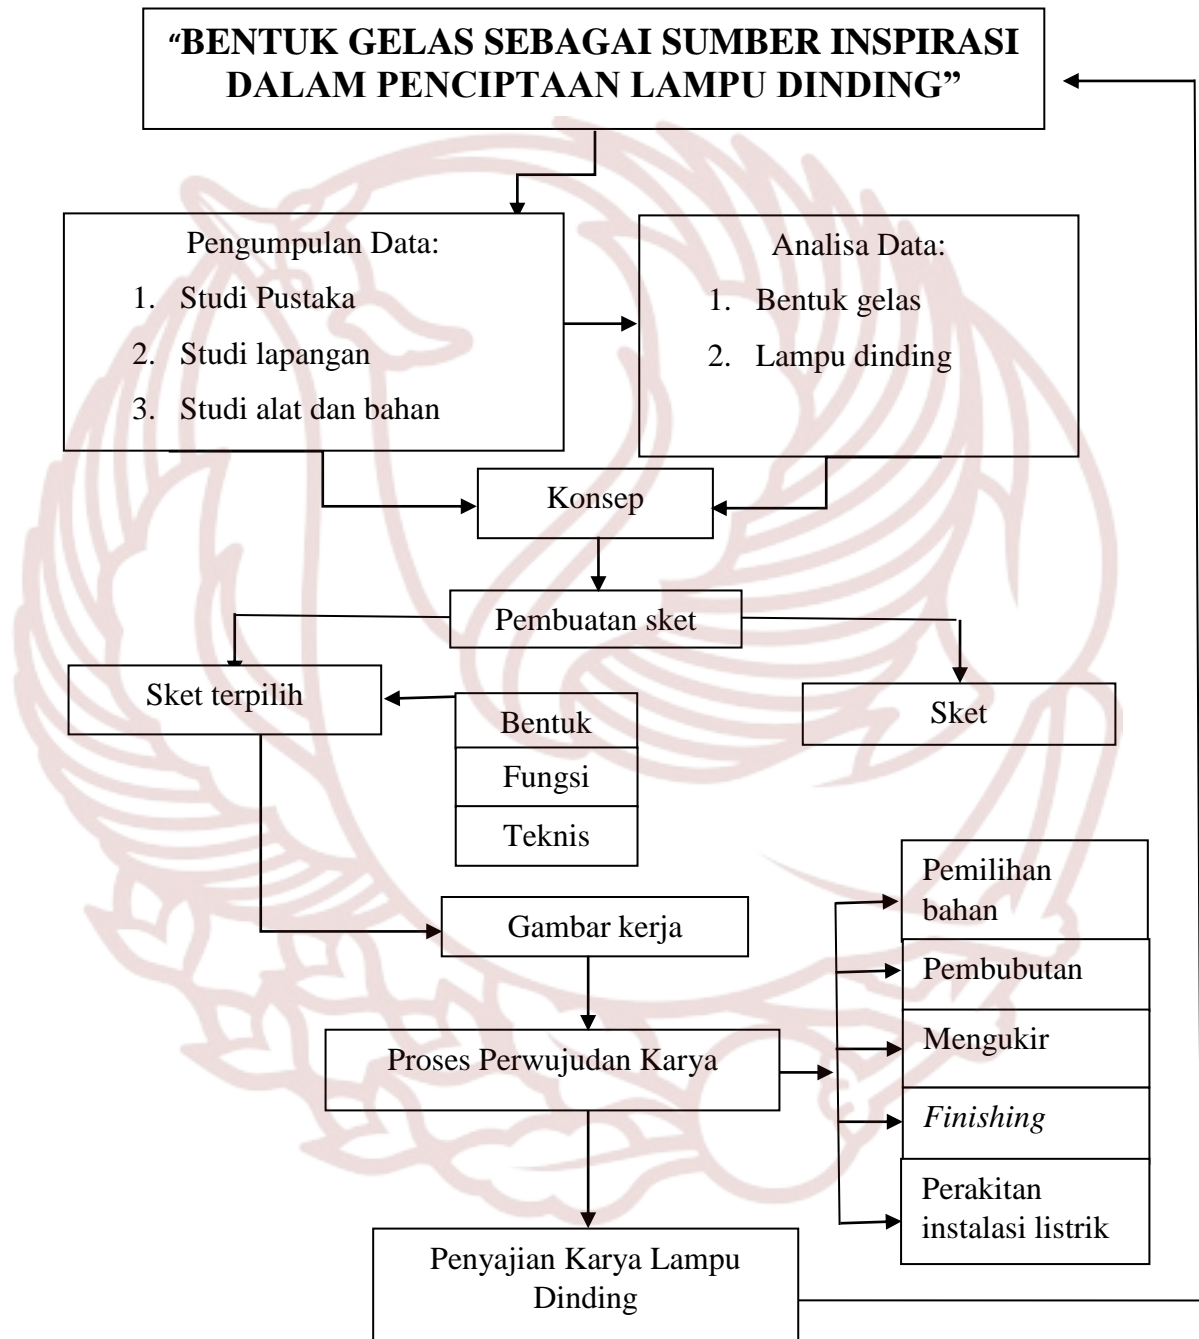 “BENTUK GELAS SEBAGAI SUMBER INSPIRASI
DALAM PENCIPTAAN LAMPU DINDING”
Pengumpulan Data:
1. Studi Pustaka
2. Studi lapangan
3. Studi alat dan bahan
Analisa Data:
1. Bentuk gelas
2. Lampu dinding
Konsep
Pembuatan sket
Sket terpilih
Bentuk
Fungsi
Teknis
Sket
Gambar kerja
Proses Perwujudan Karya
Pemilihan
bahan
Pembubutan
Mengukir
Finishing
Perakitan
instalasi listrik
Penyajian Karya Lampu
Dinding